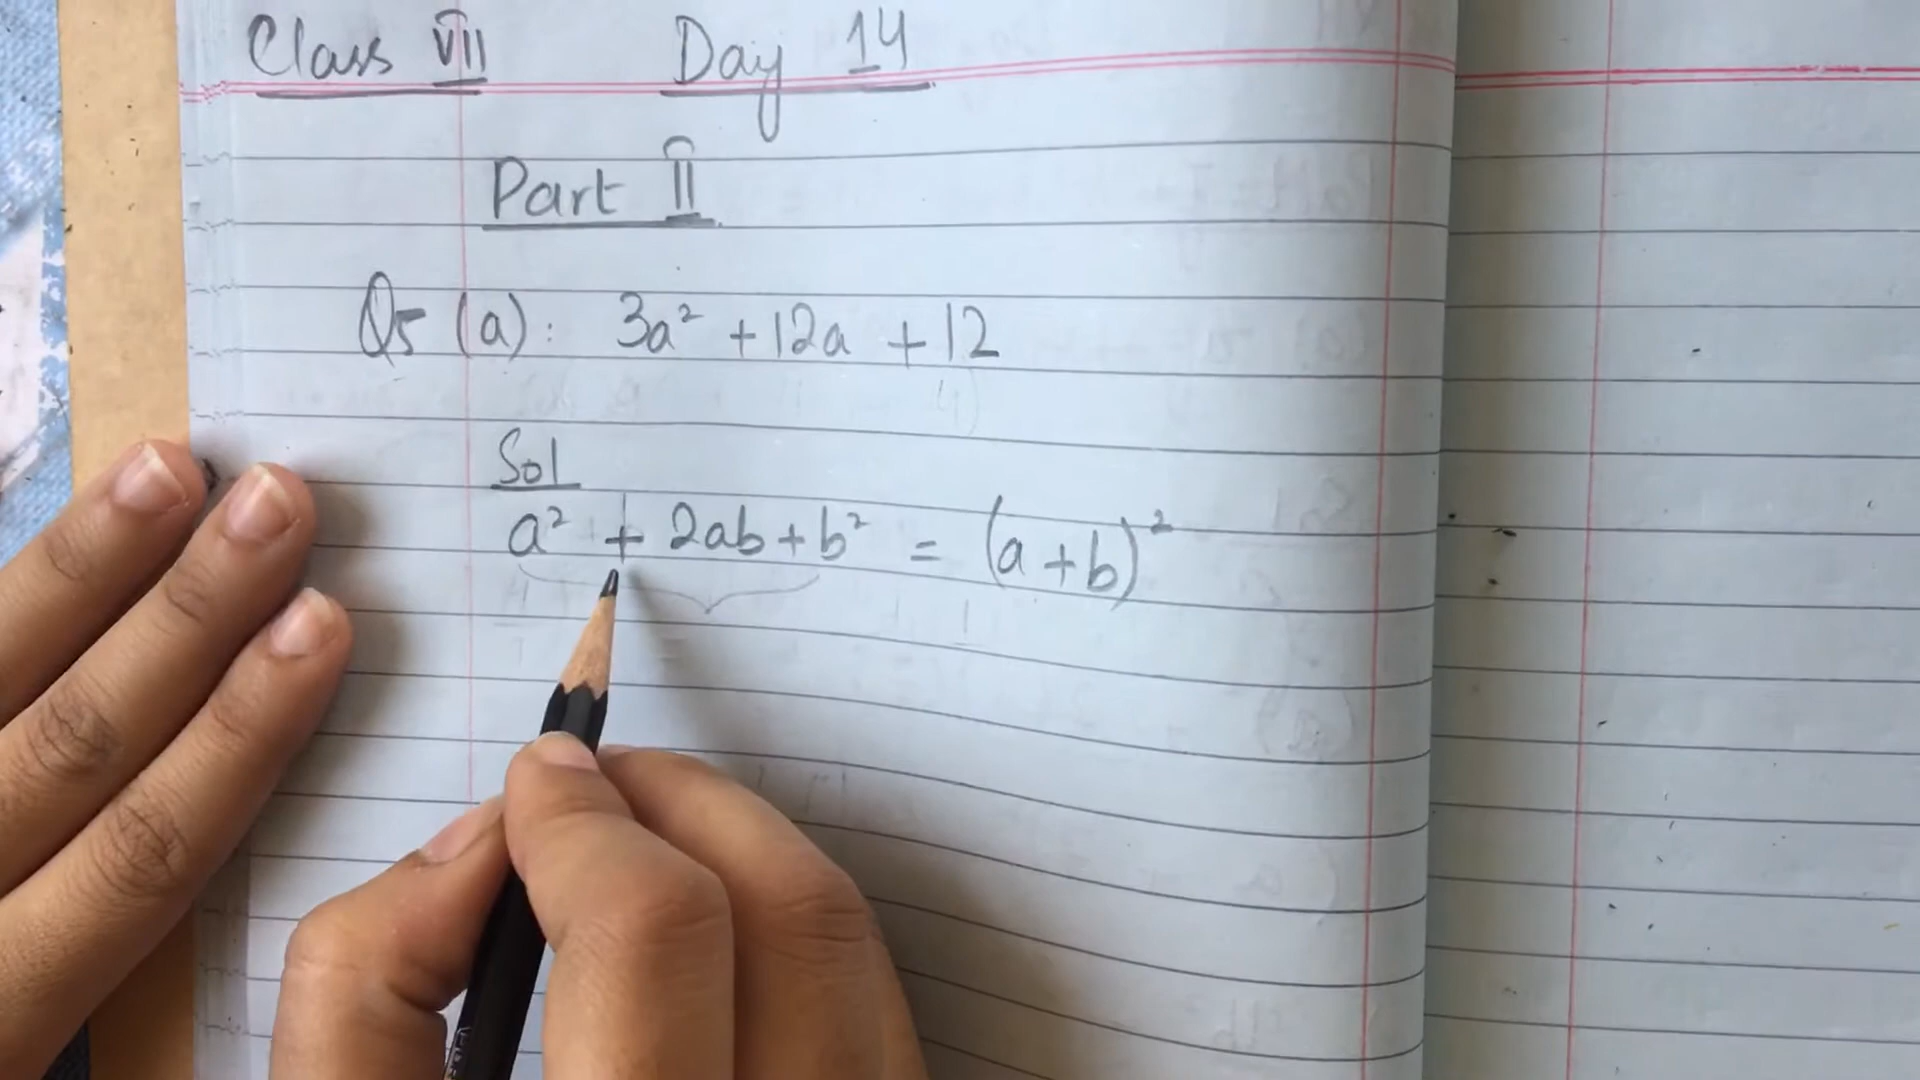 Class VII Day 14
Part II
Q5 (a): 3a² + 12a + 12
Sol
a² + 2ab + b² = (a + b)²